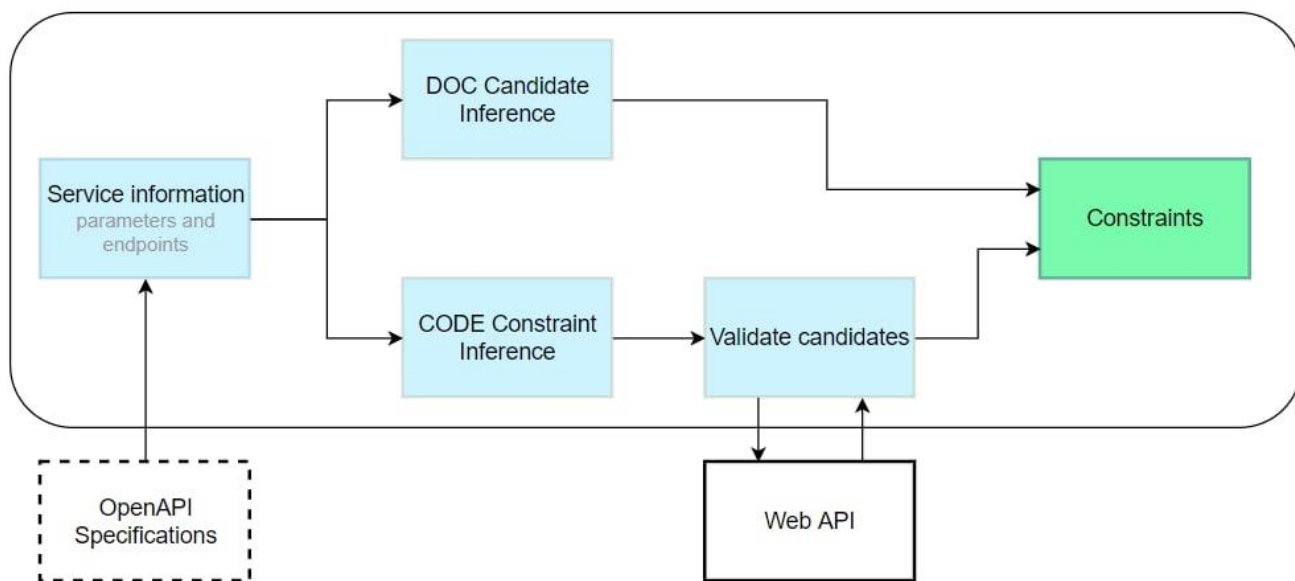 DOC Candidate
Inference
Service information
parameters and
endpoints
Constraints
CODE Constraint
Inference
Validate candidates
OpenAPI
Specifications
Web API